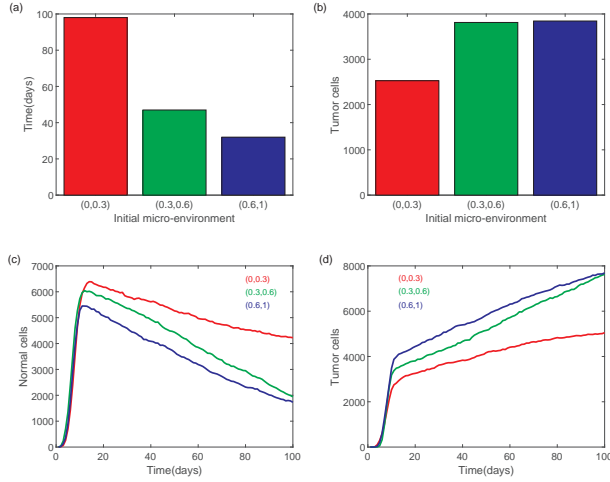 (a)
100
80
60
40
20
0
Time(days)
(0,0.3) (0.3,0.6) (0.6,1)
Initial micro-environment
(b)
4000
3000
2000
1000
0
Tumor cells
(0,0.3) (0.3,0.6) (0.6,1)
Initial micro-environment
(c)
7000
6000
5000
4000
3000
2000
1000
0
Normal cells
(0,0.3)
(0.3,0.6)
(0.6,1)
0 20 40 60 80 100
Time(days)
(d)
8000
6000
4000
2000
0
Tumor cells
(0,0.3)
(0.3,0.6)
(0.6,1)
0 20 40 60 80 100
Time(days)